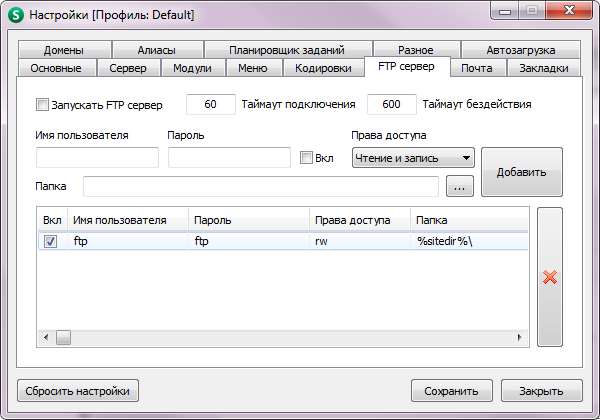 S Настройки [Профиль: Default]
Домены Алиасы Планировщик заданий Разное Автозагрузка
Основные Сервер Модули Меню Кодировки FTP сервер Почта Закладки
Запускать FTP сервер 60 Таймаут подключения 600 Таймаут бездействия
Имя пользователя Пароль Права доступа
Вкл Чтение и запись Добавить
Папка ...
Вкл Имя пользователя Пароль Права доступа Папка
ftp ftp rw %sitedir%\
Сбросить настройки Сохранить Закрыть